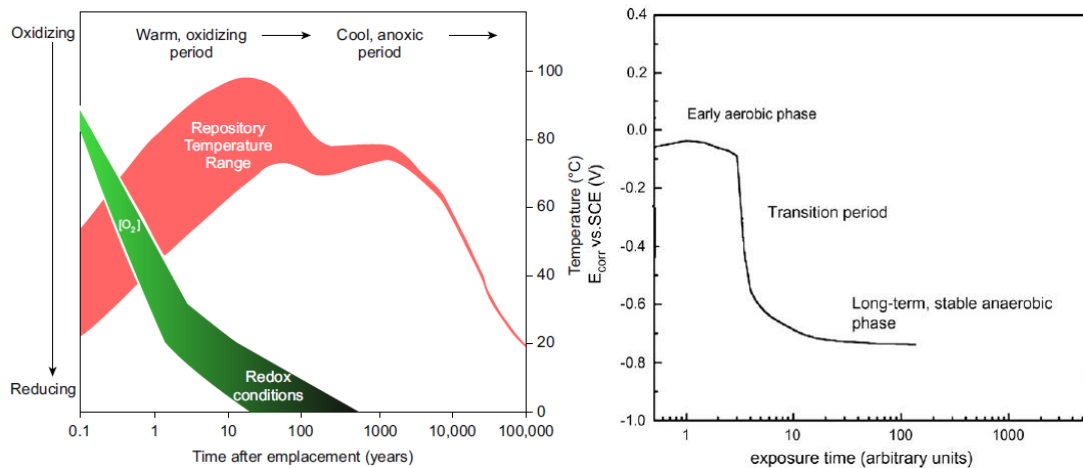 Oxidizing
Warm, oxidizing
period
Cool, anoxic
period
Repository
Temperature
Range
[O₂]
Redox
conditions
Reducing
100
80
60
40
20
0
Temperature (°C)
0.1 1 10 100 1000 10,000 100,000
Time after emplacement (years)
0.4
0.2
0.0
-0.2
-0.4
-0.6
-0.8
-1.0
E_corr vs.SCE (V)
Early aerobic phase
Transition period
Long-term, stable anaerobic
phase
1 10 100 1000
exposure time (arbitrary units)